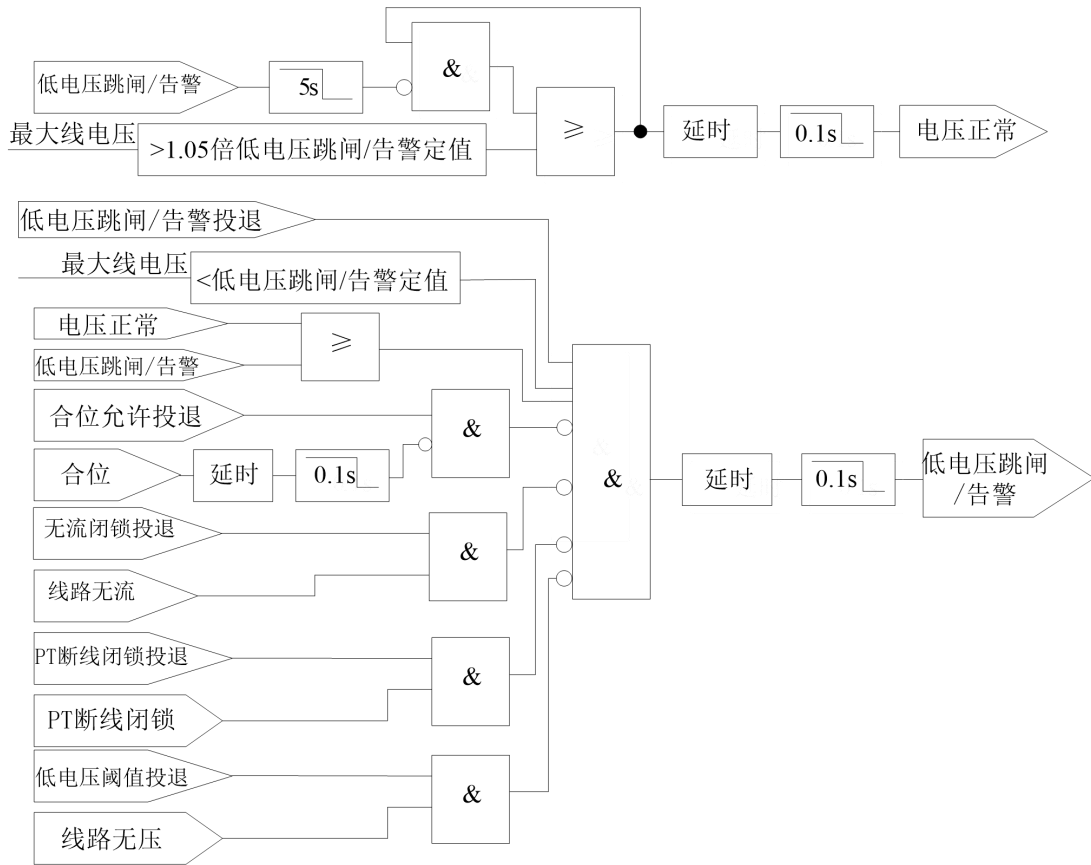 &
低电压跳闸/告警
5s
最大线电压
>1.05倍低电压跳闸/告警定值
≥
延时
0.1s
电压正常
低电压跳闸/告警投退
最大线电压
<低电压跳闸/告警定值
电压正常
低电压跳闸/告警
≥
合位允许投退
合位
延时
0.1s
&
无流闭锁投退
线路无流
&
PT断线闭锁投退
PT断线闭锁
&
低电压阈值投退
线路无压
&
&
延时
0.1s
低电压跳闸
/告警